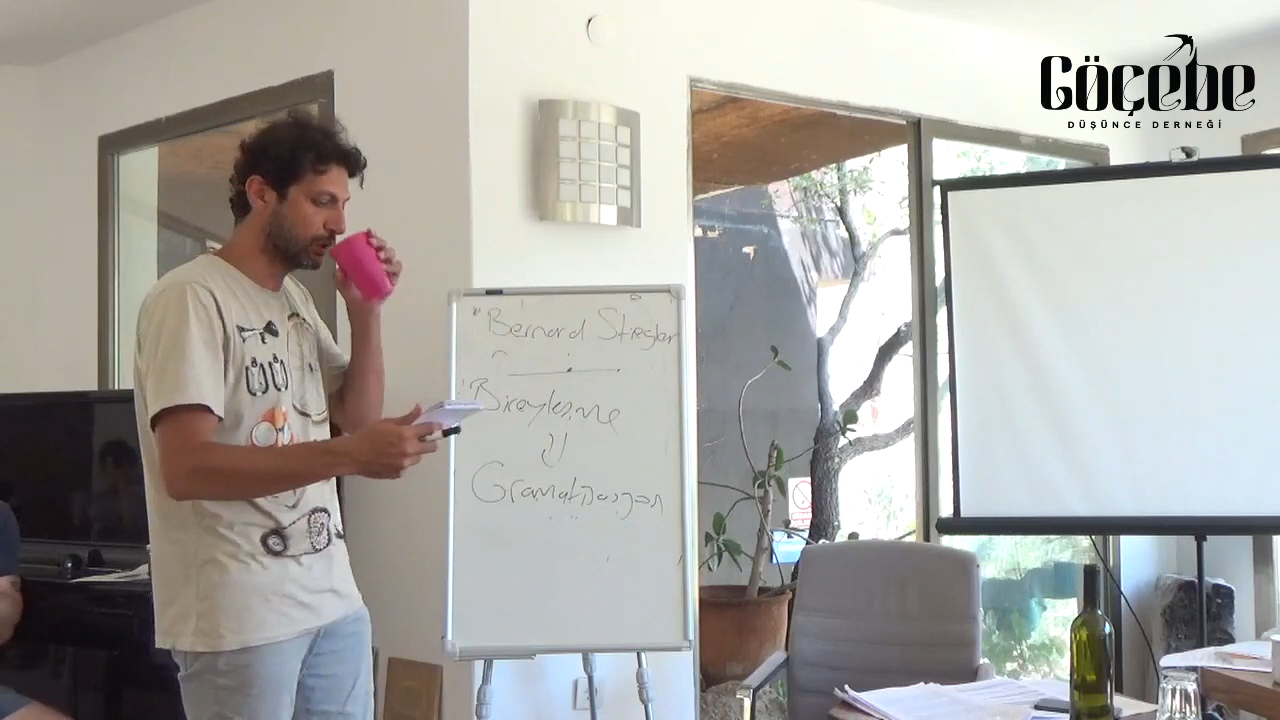 Göçebe
DÜŞÜNCE DERNEĞİ
"Bernard Stiegler
Bireyleşme
Gramatizasyon